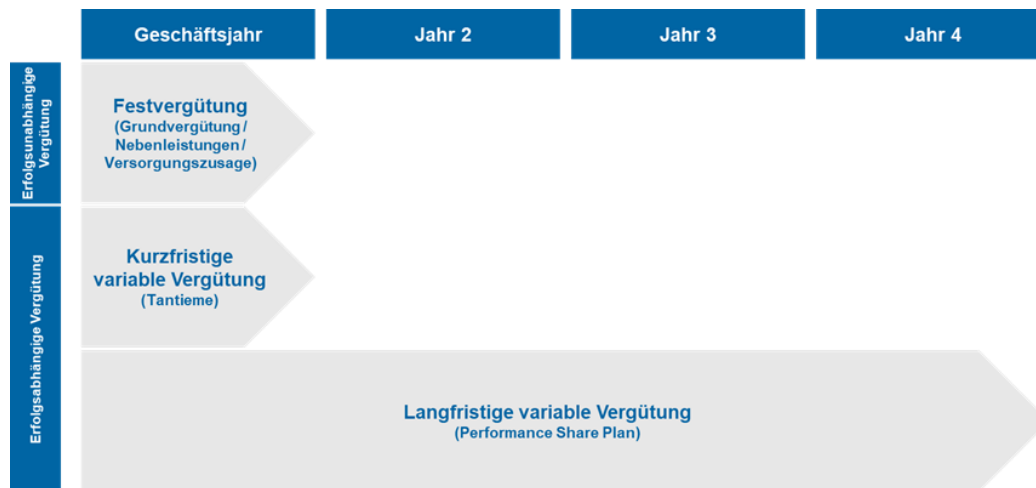 Geschäftsjahr
Jahr 2
Jahr 3
Jahr 4
Erfolgsunabhängige
Vergütung
Festvergütung
(Grundvergütung /
Nebenleistungen /
Versorgungszusage)
Erfolgsabhängige Vergütung
Kurzfristige
variable Vergütung
(Tantieme)
Langfristige variable Vergütung
(Performance Share Plan)